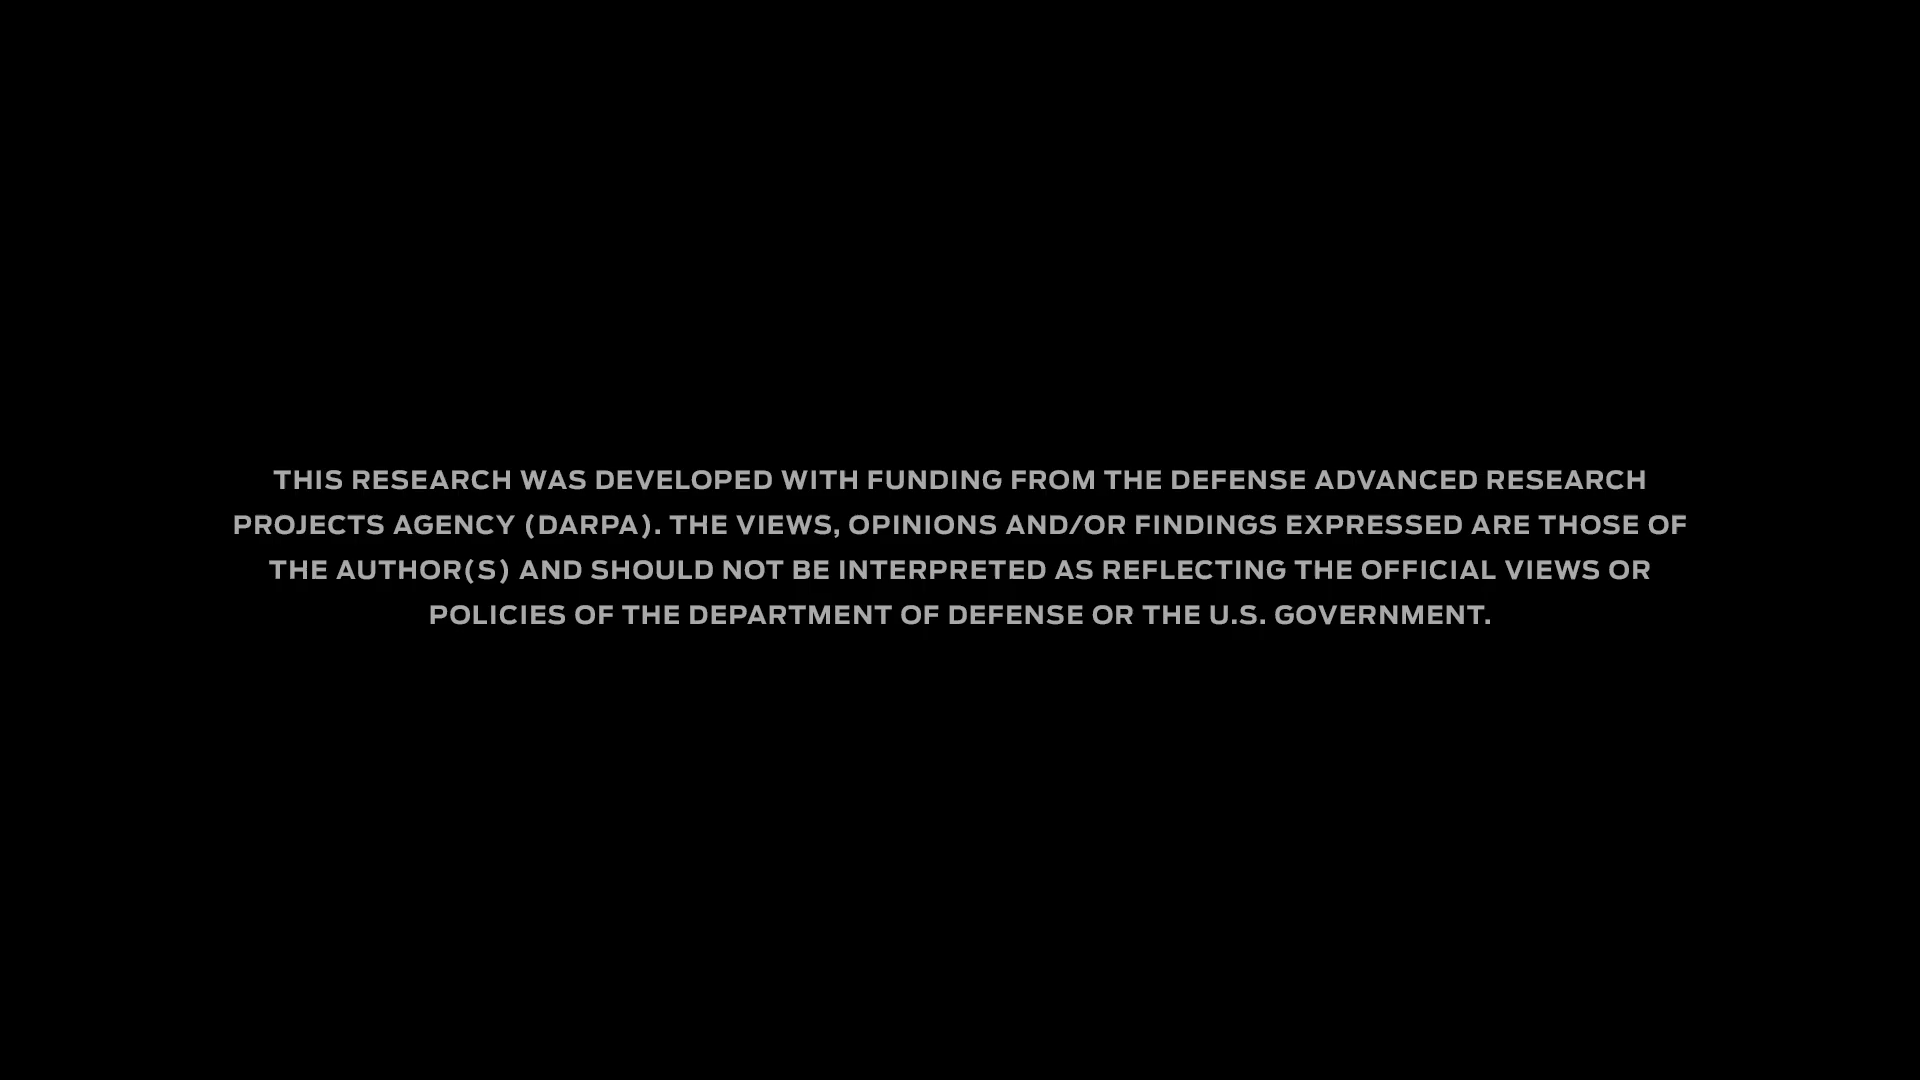 THIS RESEARCH WAS DEVELOPED WITH FUNDING FROM THE DEFENSE ADVANCED RESEARCH
PROJECTS AGENCY (DARPA). THE VIEWS, OPINIONS AND/OR FINDINGS EXPRESSED ARE THOSE OF
THE AUTHOR(S) AND SHOULD NOT BE INTERPRETED AS REFLECTING THE OFFICIAL VIEWS OR
POLICIES OF THE DEPARTMENT OF DEFENSE OR THE U.S. GOVERNMENT.